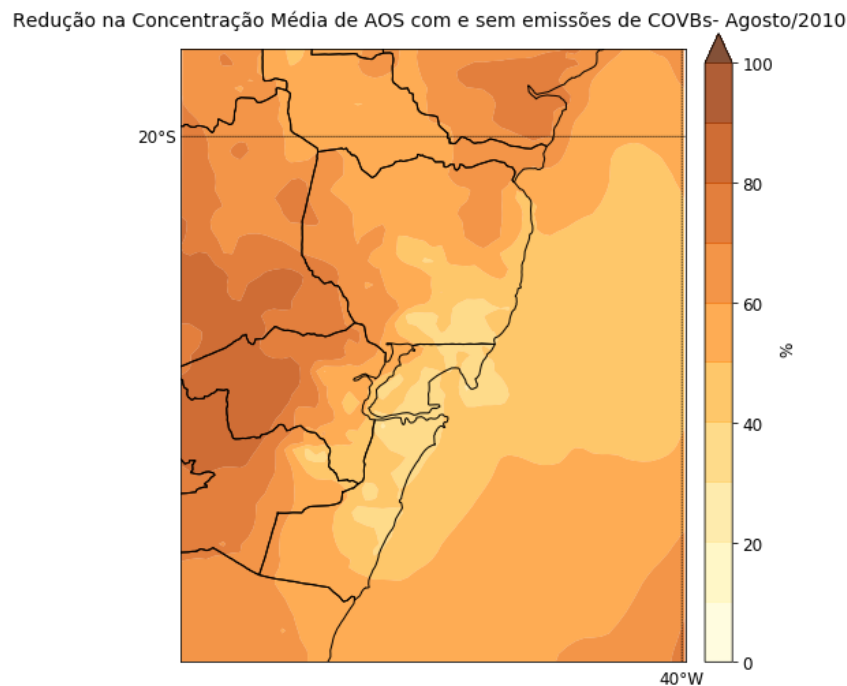 Redução na Concentração Média de AOS com e sem emissões de COVBs- Agosto/2010
100
20°S
80
60
%
40
20
0
40°W